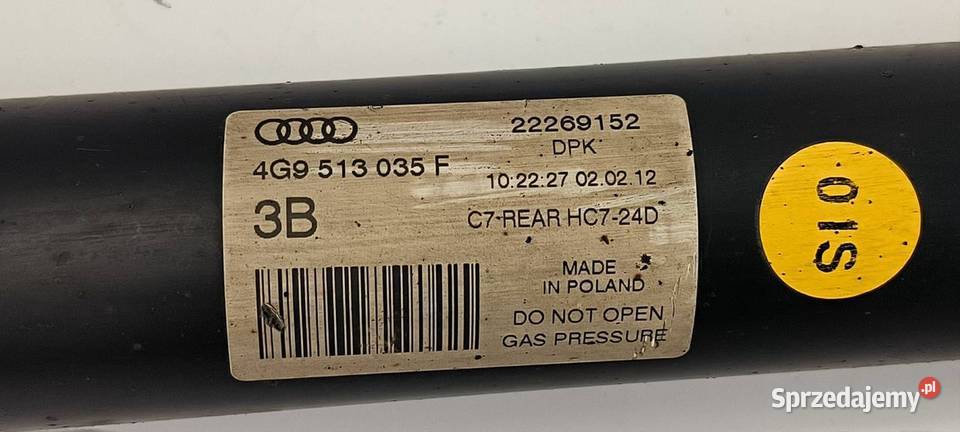 4G9 513 035 F
3B
22269152
DPK
10:22:27 02.02.12
C7-REAR HC7-24D
MADE
IN POLAND
DO NOT OPEN
GAS PRESSURE
01S
Sprzedajemy.pl